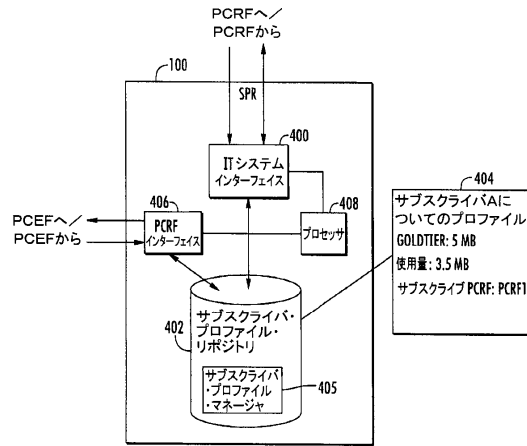 PCRFへ／
PCRFから
100
SPR
400
ITシステム
インターフェイス
406
PCRF
インターフェイス
408
プロセッサ
PCEFへ／
PCEFから
404
サブスクライバAに
ついてのプロファイル
GOLDTIER: 5 MB
使用量: 3.5 MB
サブスクライブ PCRF: PCRF1
402
サブスクライバ・
プロファイル・
リポジトリ
サブスクライバ
・プロファイル
・マネージャ
405